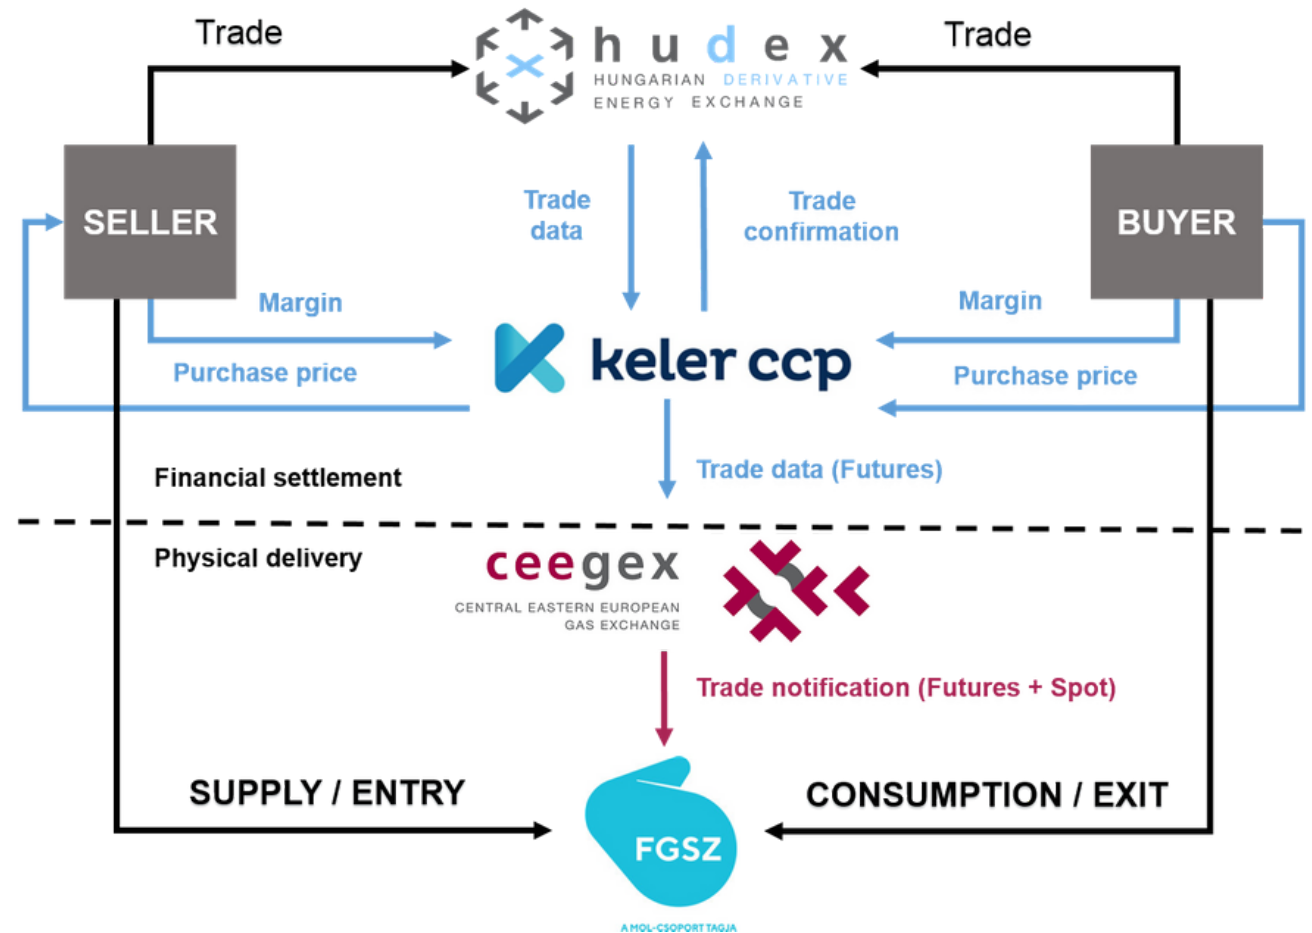 Trade
hudex
Trade
HUNGARIAN DERIVATIVE
ENERGY EXCHANGE
SELLER
Trade
data
Trade
confirmation
BUYER
Margin
Margin
keler ccp
Purchase price
Purchase price
Financial settlement
Trade data (Futures)
Physical delivery
ceegex
CENTRAL EASTERN EUROPEAN
GAS EXCHANGE
Trade notification (Futures + Spot)
SUPPLY / ENTRY
CONSUMPTION / EXIT
FGSZ
A MOL-CSOPORT TAGJA